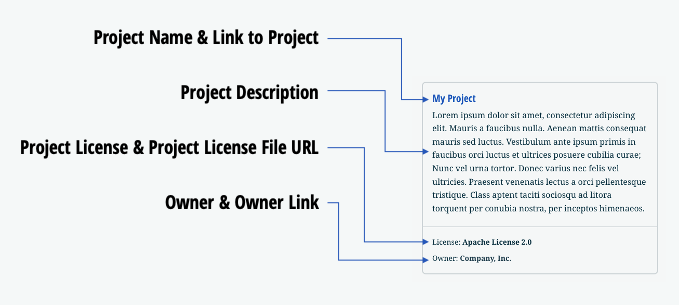 Project Name & Link to Project
Project Description
Project License & Project License File URL
Owner & Owner Link
My Project
Lorem ipsum dolor sit amet, consectetur adipiscing
elit. Mauris a faucibus nulla. Aenean mattis consequat
mauris sed luctus. Vestibulum ante ipsum primis in
faucibus orci luctus et ultrices posuere cubilia curae;
Nunc vel urna tortor. Donec varius nec felis vel
ultricies. Praesent venenatis lectus a orci pellentesque
tristique. Class aptent taciti sociosqu ad litora
torquent per conubia nostra, per inceptos himenaeos.
License: Apache License 2.0
Owner: Company, Inc.